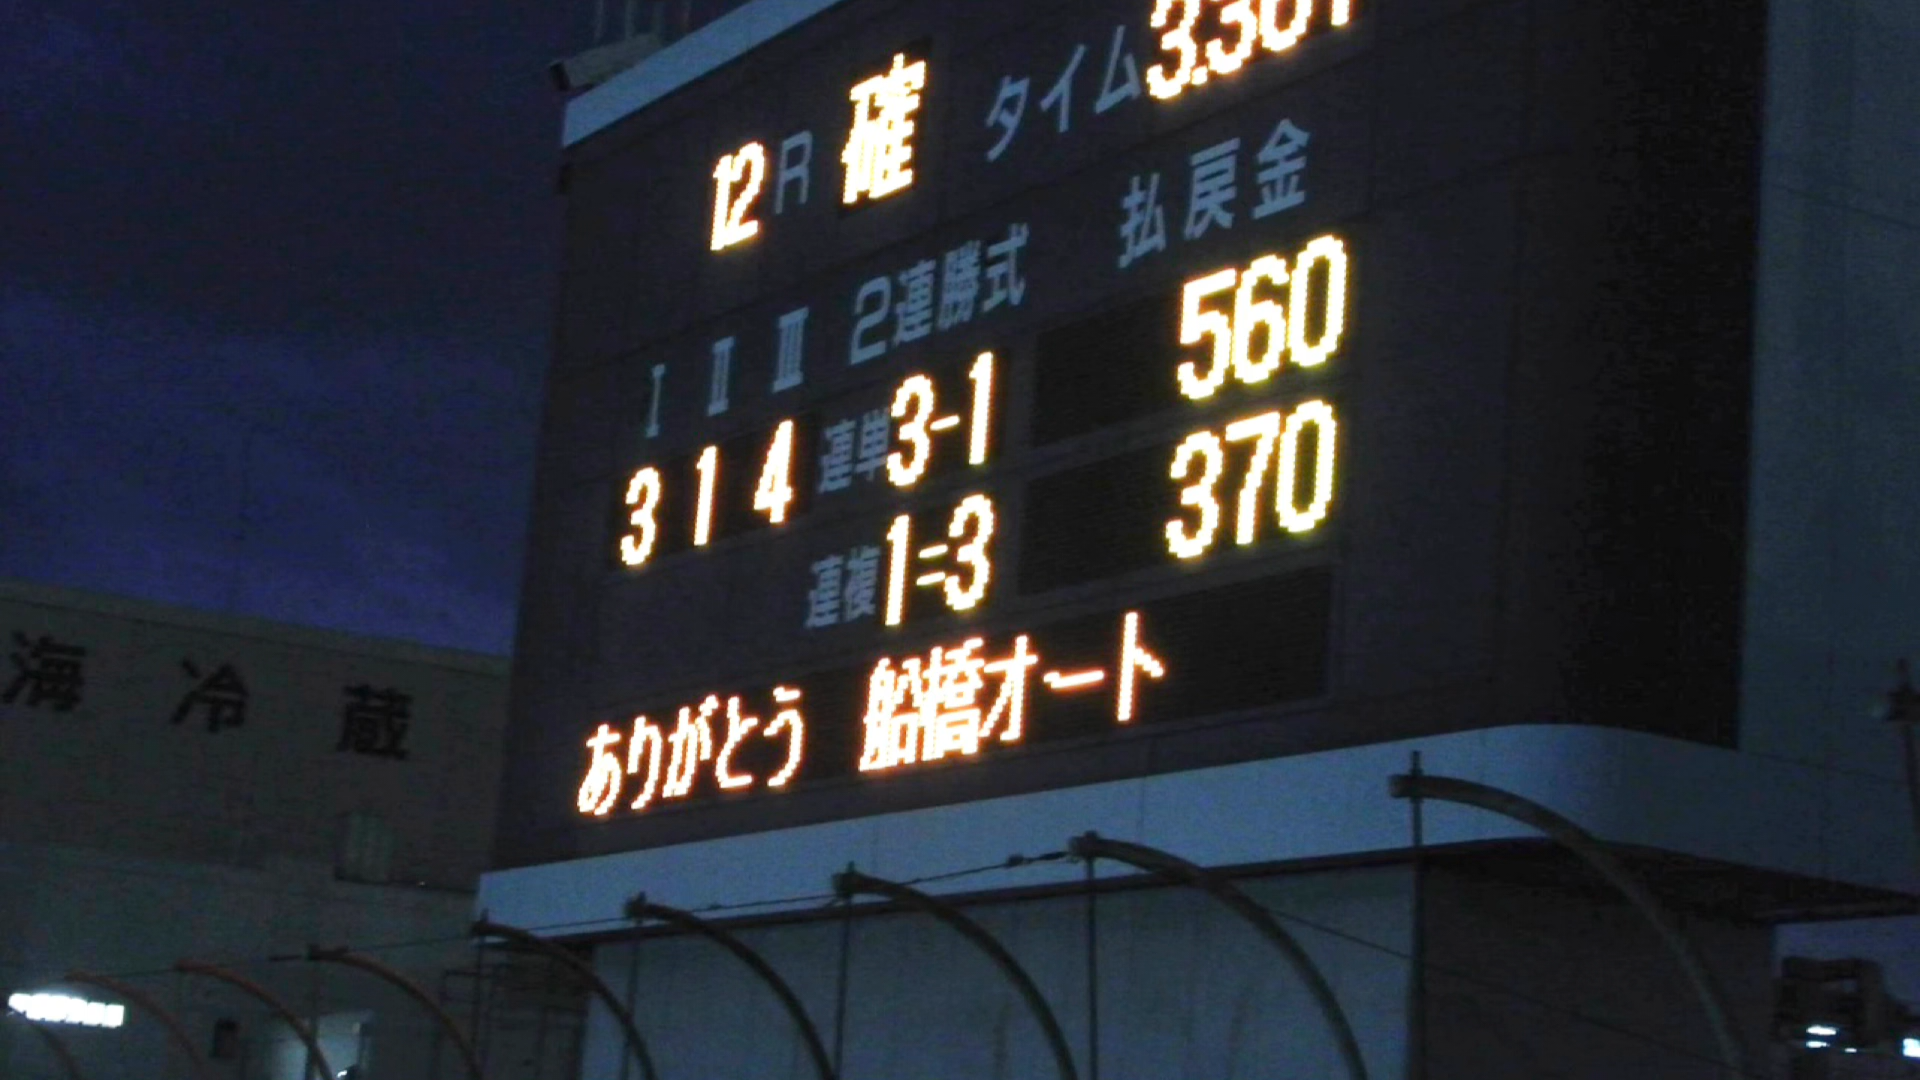 12R 確 タイム
払戻金
I II III 2連勝式
3 1 4 連単 3-1 560
連複 1=3 370
ありがとう 船橋オート
海冷蔵